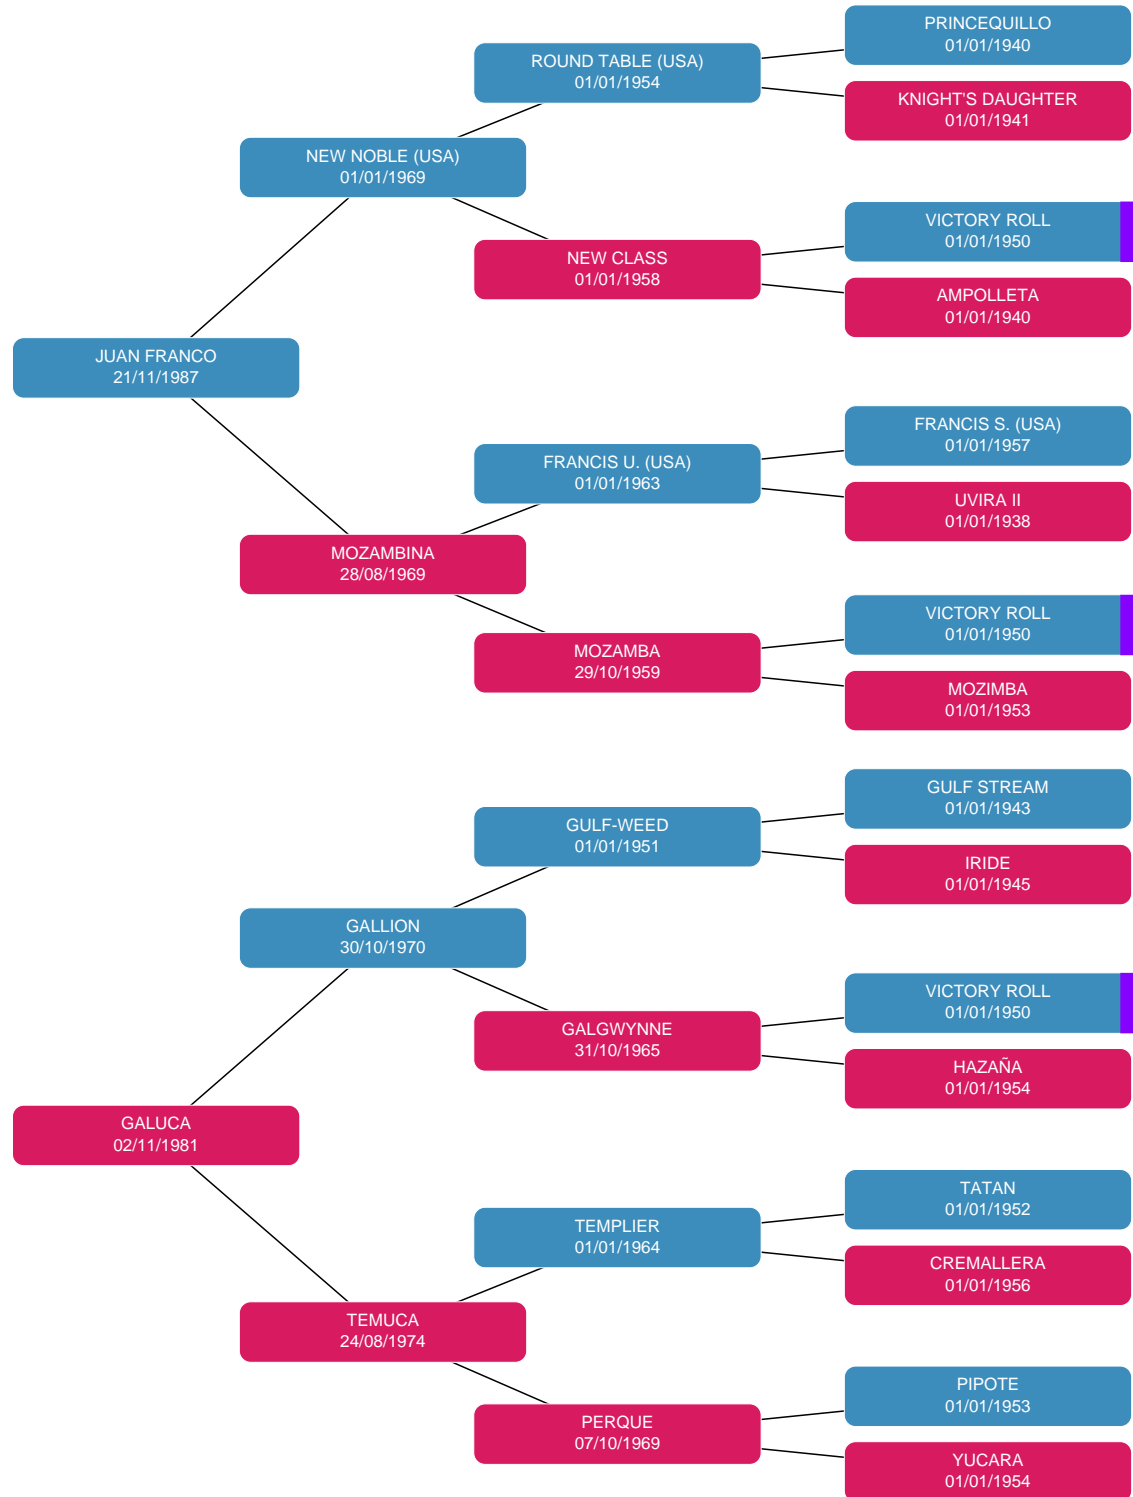 PRINCEQUILLO
01/01/1940
ROUND TABLE (USA)
01/01/1954
KNIGHT'S DAUGHTER
01/01/1941
NEW NOBLE (USA)
01/01/1969
VICTORY ROLL
01/01/1950
NEW CLASS
01/01/1958
AMPOLLETA
01/01/1940
JUAN FRANCO
21/11/1987
FRANCIS S. (USA)
01/01/1957
FRANCIS U. (USA)
01/01/1963
UVIRA II
01/01/1938
MOZAMBINA
28/08/1969
VICTORY ROLL
01/01/1950
MOZAMBA
29/10/1959
MOZIMBA
01/01/1953
GULF STREAM
01/01/1943
GULF-WEED
01/01/1951
IRIDE
01/01/1945
GALLION
30/10/1970
VICTORY ROLL
01/01/1950
GALGWYNNE
31/10/1965
HAZAÑA
01/01/1954
GALUCA
02/11/1981
TATAN
01/01/1952
TEMPLIER
01/01/1964
CREMALLERA
01/01/1956
TEMUCA
24/08/1974
PIPOTE
01/01/1953
PERQUE
07/10/1969
YUCARA
01/01/1954